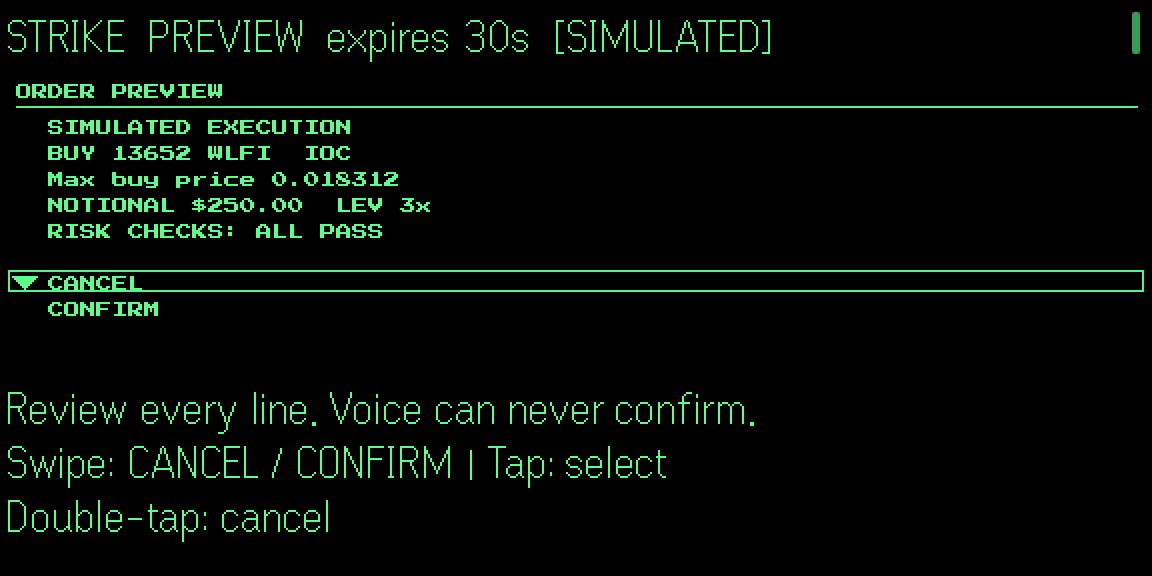 STRIKE PREVIEW expires 30s [SIMULATED]
ORDER PREVIEW
SIMULATED EXECUTION
BUY 13652 WLFI IOC
Max buy price 0.018312
NOTIONAL $250.00 LEV 3x
RISK CHECKS: ALL PASS
CANCEL
CONFIRM
Review every line. Voice can never confirm.
Swipe: CANCEL / CONFIRM | Tap: select
Double-tap: cancel